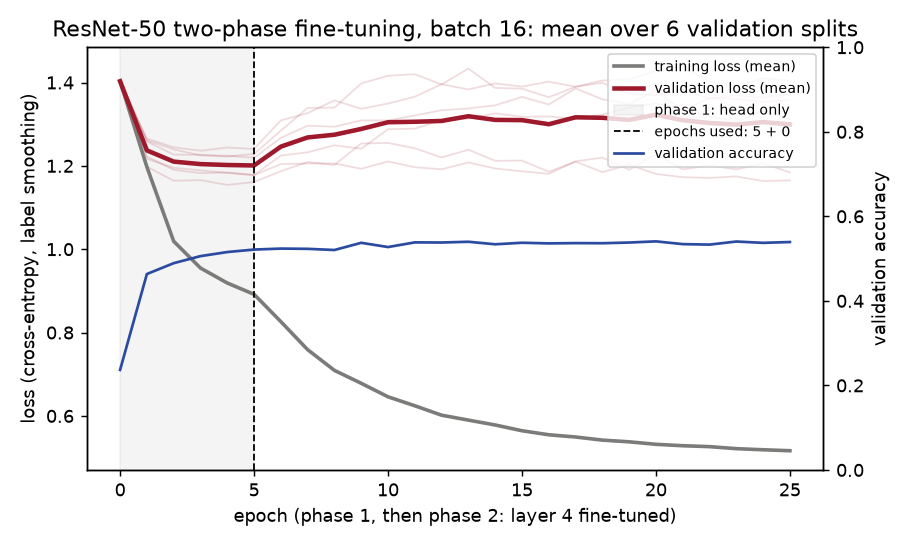 ResNet-50 two-phase fine-tuning, batch 16: mean over 6 validation splits
loss (cross-entropy, label smoothing)
1.4
1.2
1.0
0.8
0.6
training loss (mean)
validation loss (mean)
phase 1: head only
epochs used: 5 + 0
validation accuracy
1.0
0.8
0.6
0.4
0.2
0.0
validation accuracy
0
5
10
15
20
25
epoch (phase 1, then phase 2: layer 4 fine-tuned)